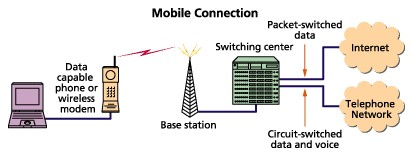 Mobile Connection
Packet-switched
data
Switching center
Internet
Data
capable
phone or
wireless
modem
Telephone
Network
Base station
Circuit-switched
data and voice